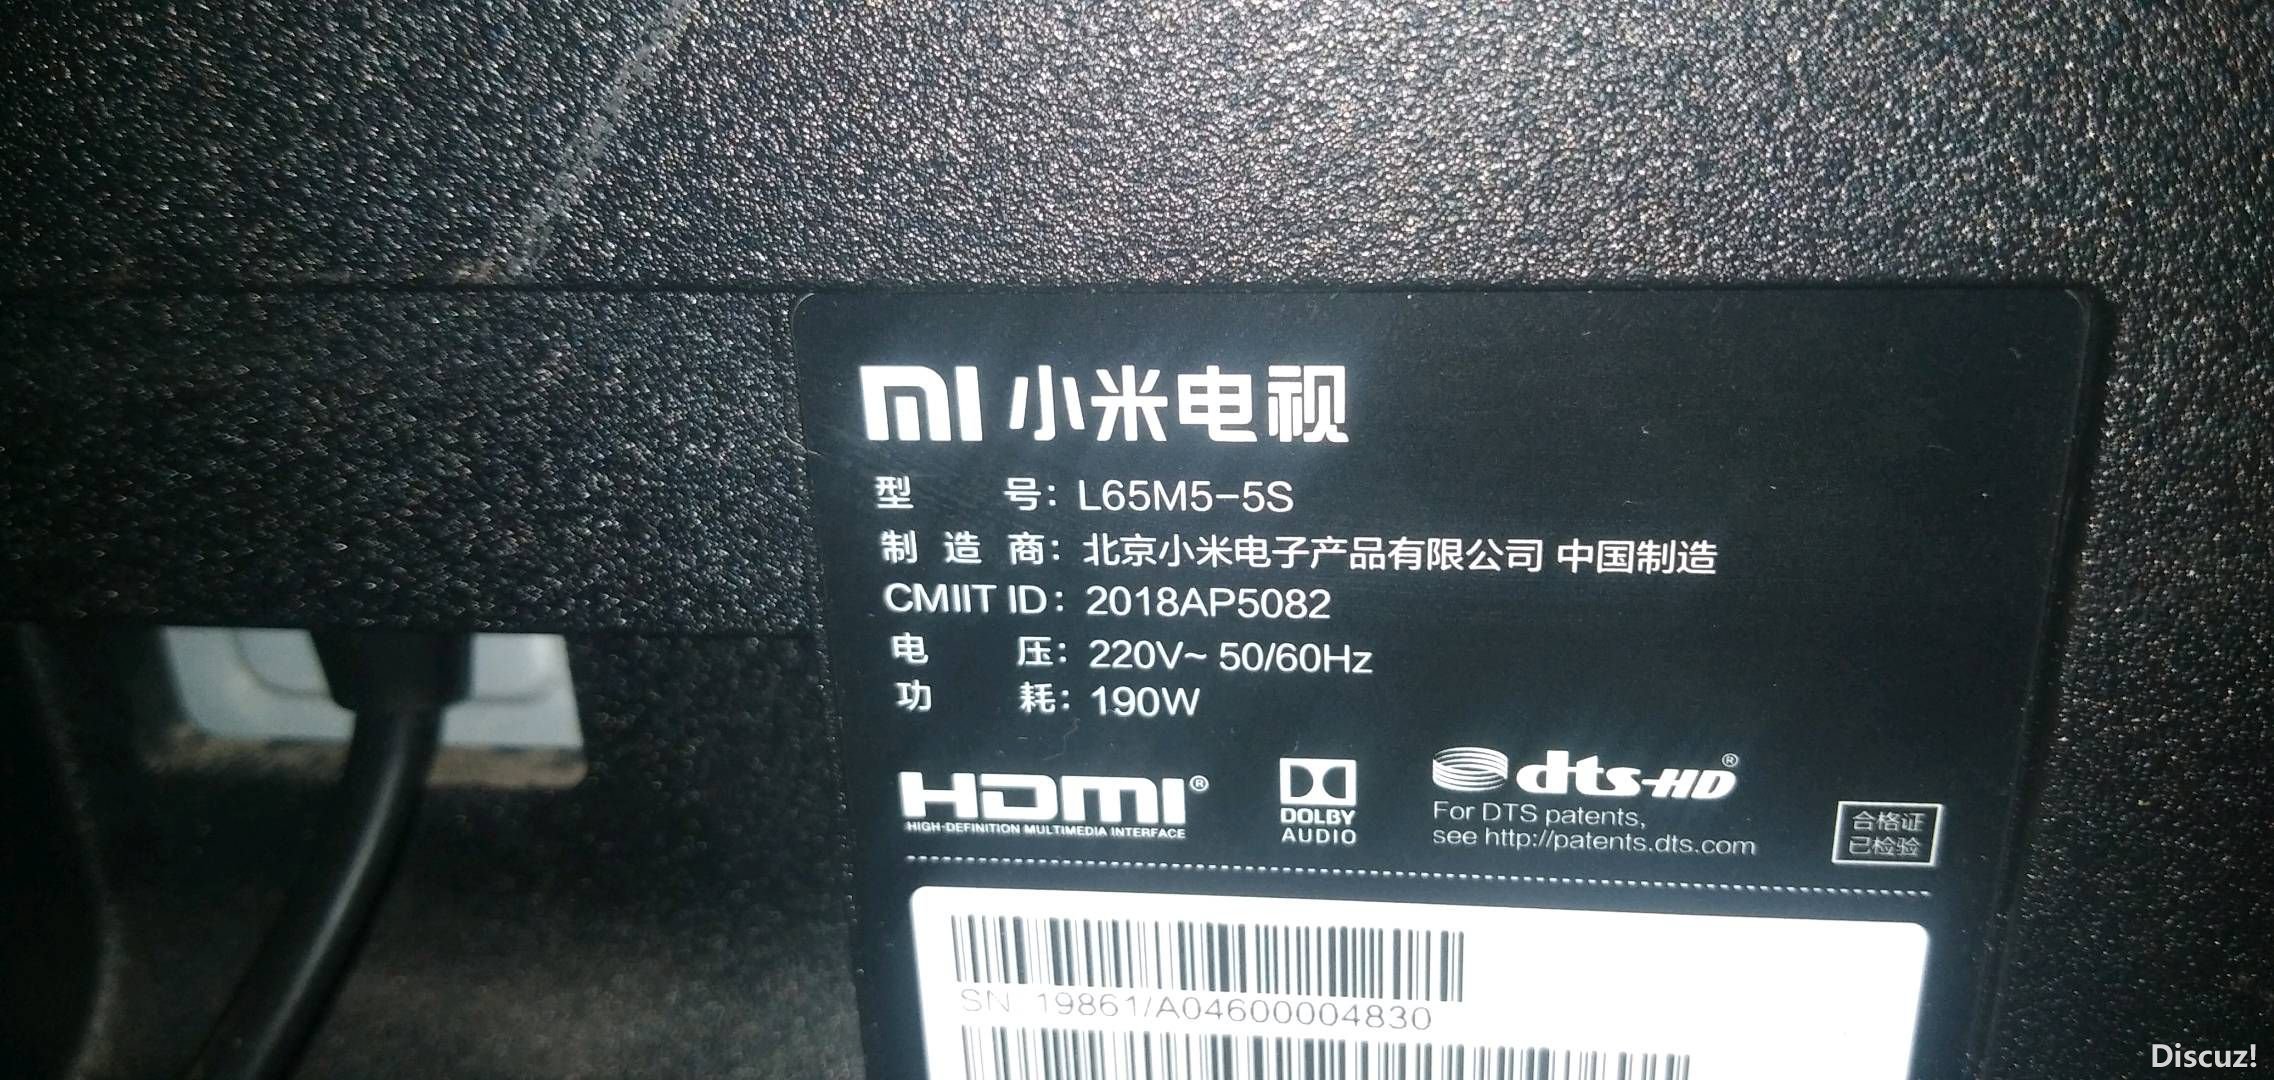 MI 小米电视
型 号：L65M5-5S
制 造 商：北京小米电子产品有限公司 中国制造
CMIIT ID：2018AP5082
电 压：220V~ 50/60Hz
功 耗：190W
HDMI®
HIGH-DEFINITION MULTIMEDIA INTERFACE
DOLBY
AUDIO
dts-HD®
For DTS patents,
see http://patents.dts.com
合格证
已检验
SN 19861/A04600004830
Discuz!